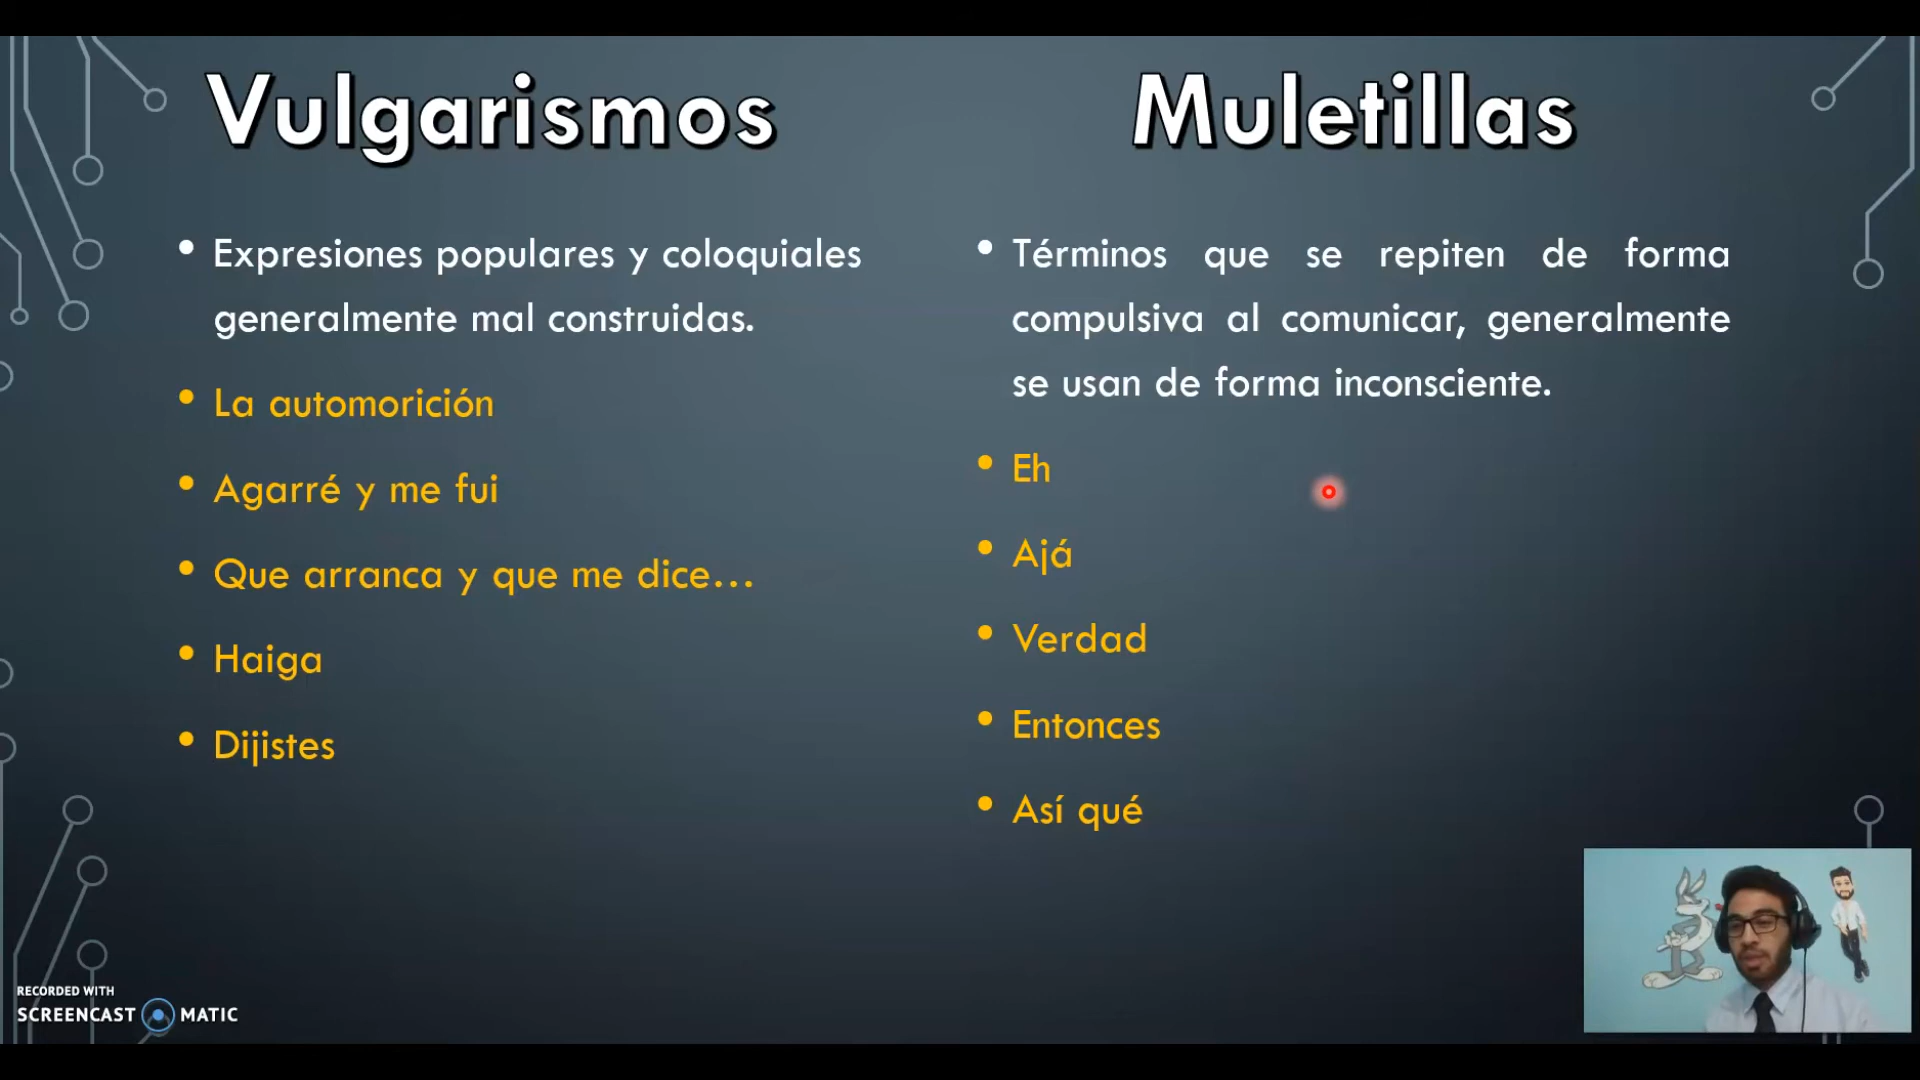 Vulgarismos
• Expresiones populares y coloquiales
generalmente mal construidas.
• La automorición
• Agarré y me fui
• Que arranca y que me dice…
• Haiga
• Dijistes
Muletillas
• Términos que se repiten de forma
compulsiva al comunicar, generalmente
se usan de forma inconsciente.
• Eh
• Ajá
• Verdad
• Entonces
• Así qué
RECORDED WITH
SCREENCAST MATIC